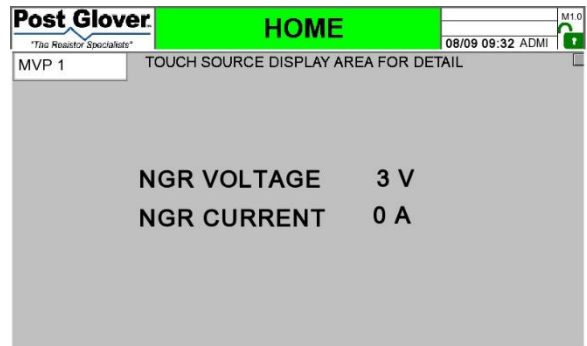 Post Glover
"The Resistor Specialists"
HOME
M1.0
08/09 09:32 ADMI
MVP 1
TOUCH SOURCE DISPLAY AREA FOR DETAIL
NGR VOLTAGE 3 V
NGR CURRENT 0 A